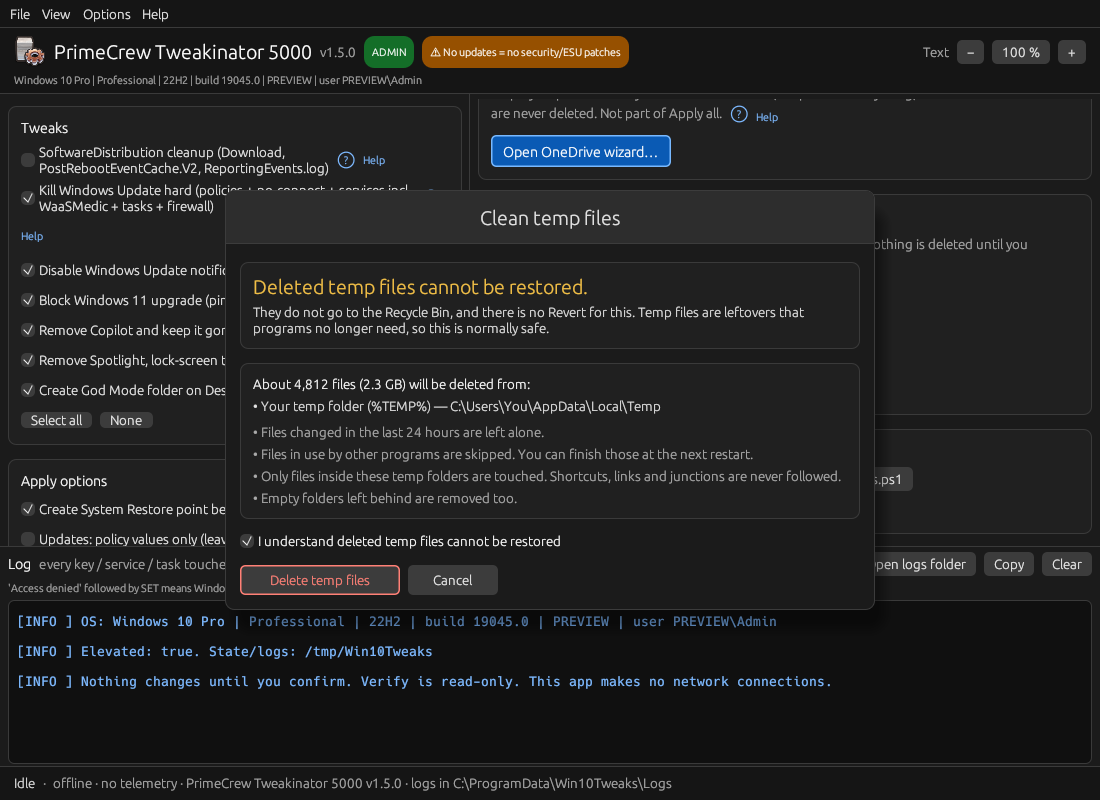 File View Options Help
PrimeCrew Tweakinator 5000 v1.5.0 ADMIN ⚠ No updates = no security/ESU patches Text − 100 % +
Windows 10 Pro | Professional | 22H2 | build 19045.0 | PREVIEW | user PREVIEW\Admin
Tweaks
SoftwareDistribution cleanup (Download,
PostRebootEventCache.V2, ReportingEvents.log) ? Help
Kill Windows Update hard (policies + no-connect + services incl.
WaaSMedic + tasks + firewall)
Help
Disable Windows Update
Block Windows 11 upgrade
Remove Copilot and keep it
Remove Spotlight, lock-screen
Create God Mode folder on
Select all None
Apply options
Create System Restore point
Updates: policy values only
are never deleted. Not part of Apply all. ? Help
Open OneDrive wizard...
is deleted until you
.ps1
Clean temp files
Deleted temp files cannot be restored.
They do not go to the Recycle Bin, and there is no Revert for this. Temp files are leftovers that
programs no longer need, so this is normally safe.
About 4,812 files (2.3 GB) will be deleted from:
• Your temp folder (%TEMP%) — C:\Users\You\AppData\Local\Temp
• Files changed in the last 24 hours are left alone.
• Files in use by other programs are skipped. You can finish those at the next restart.
• Only files inside these temp folders are touched. Shortcuts, links and junctions are never followed.
• Empty folders left behind are removed too.
I understand deleted temp files cannot be restored
Delete temp files Cancel
Log every key / service / task logs folder Copy Clear
'Access denied' followed by SET means
[INFO ] OS: Windows 10 Pro | Professional | 22H2 | build 19045.0 | PREVIEW | user PREVIEW\Admin
[INFO ] Elevated: true. State/logs: /tmp/Win10Tweaks
[INFO ] Nothing changes until you confirm. Verify is read-only. This app makes no network connections.
Idle · offline · no telemetry · PrimeCrew Tweakinator 5000 v1.5.0 · logs in C:\ProgramData\Win10Tweaks\Logs